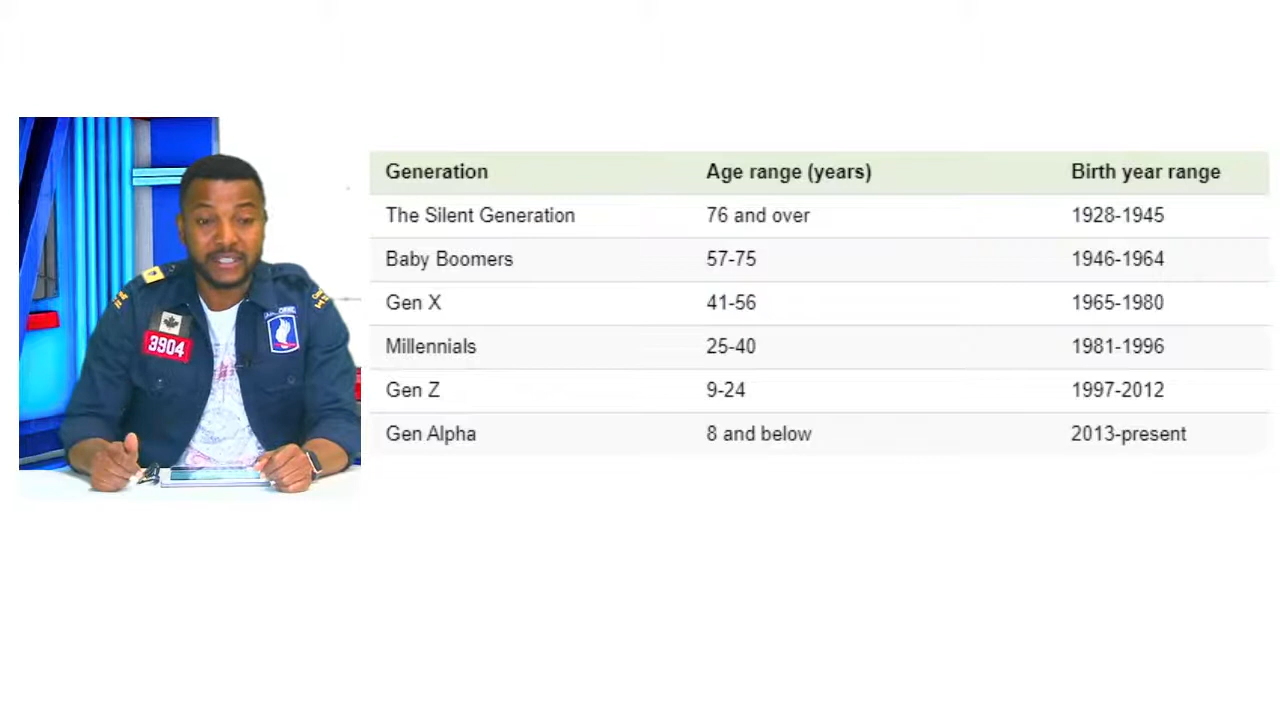 Generation Age range (years) Birth year range
The Silent Generation 76 and over 1928-1945
Baby Boomers 57-75 1946-1964
Gen X 41-56 1965-1980
Millennials 25-40 1981-1996
Gen Z 9-24 1997-2012
Gen Alpha 8 and below 2013-present
3904